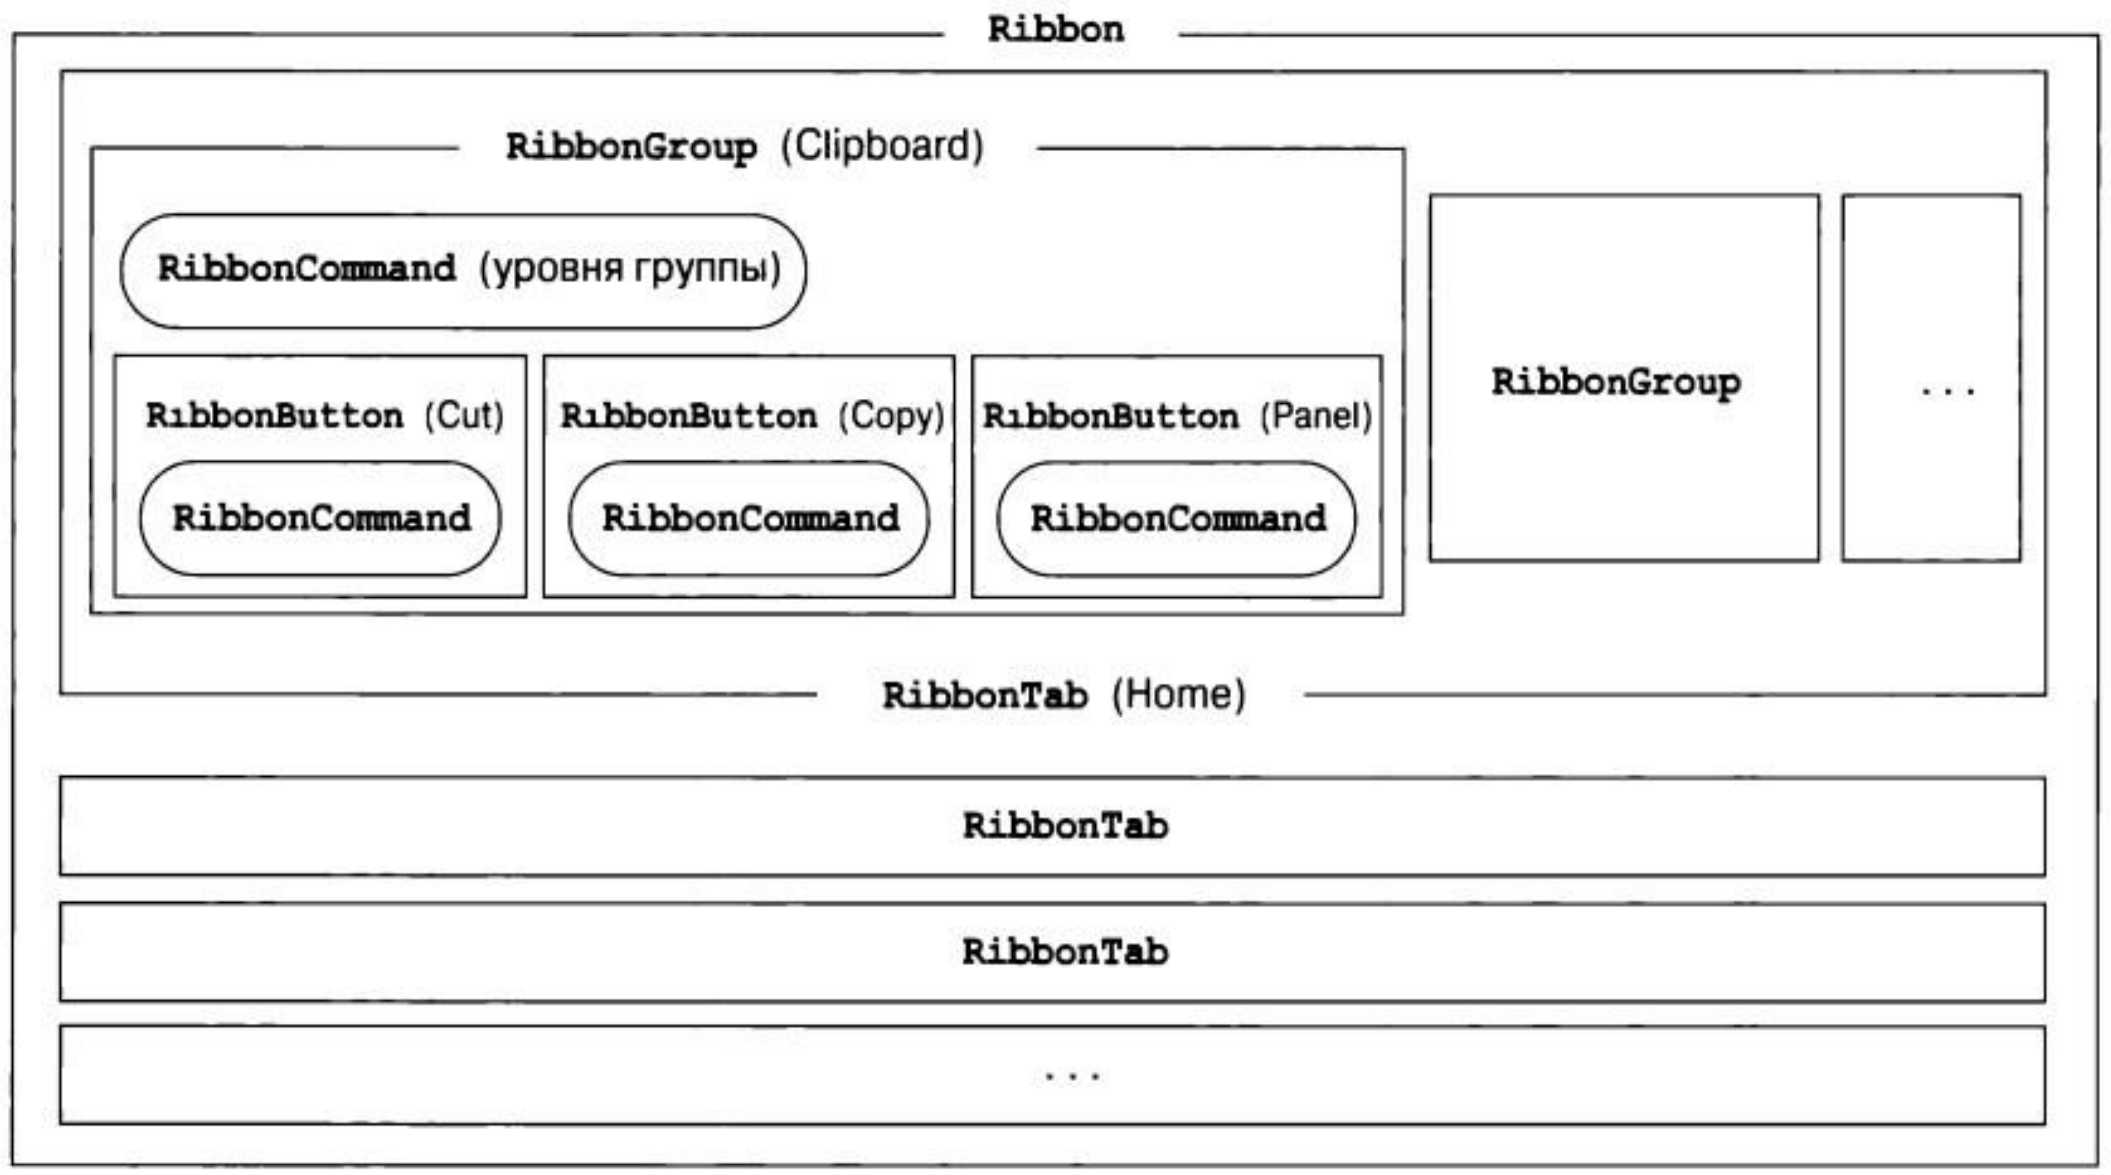 Ribbon
RibbonGroup (Clipboard)
RibbonCommand (уровня группы)
RibbonButton (Cut)
RibbonCommand
RibbonButton (Copy)
RibbonCommand
RibbonButton (Panel)
RibbonCommand
RibbonGroup
...
RibbonTab (Home)
RibbonTab
RibbonTab
...